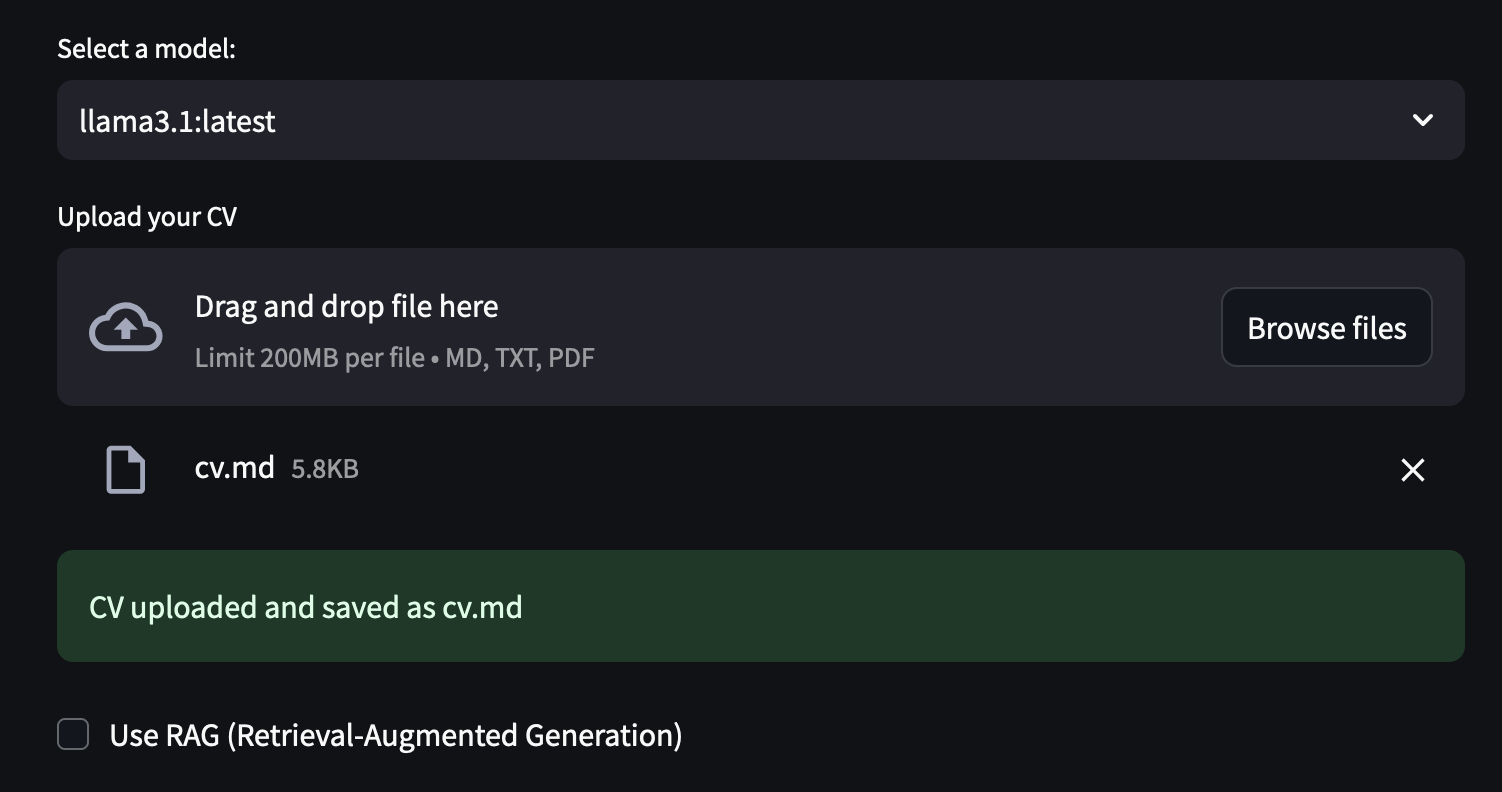 Select a model:
llama3.1:latest
Upload your CV
Drag and drop file here
Limit 200MB per file • MD, TXT, PDF
Browse files
cv.md 5.8KB
CV uploaded and saved as cv.md
Use RAG (Retrieval-Augmented Generation)